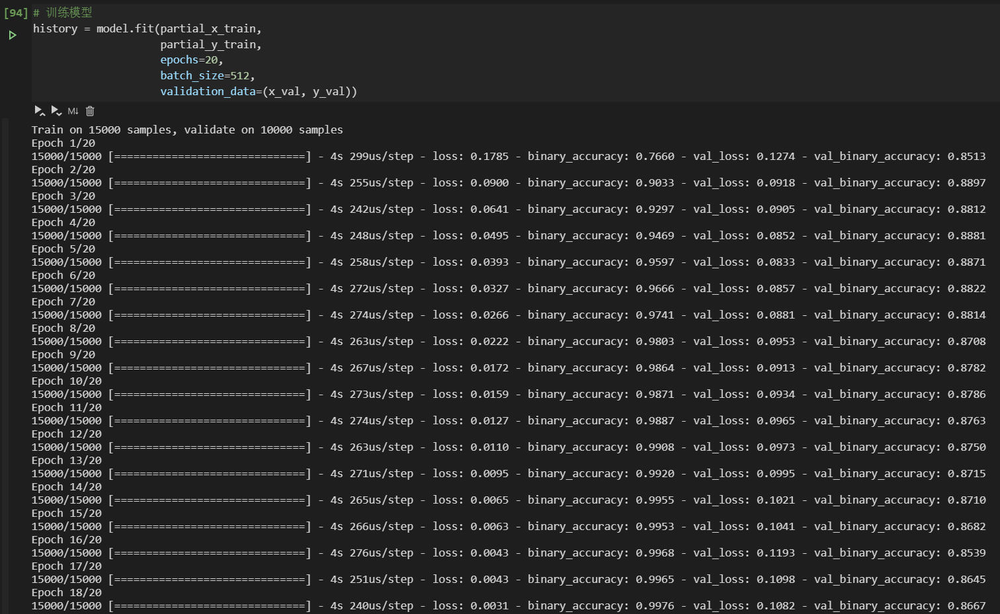 [94] # 训练模型
history = model.fit(partial_x_train,
partial_y_train,
epochs=20,
batch_size=512,
validation_data=(x_val, y_val))
M↓
Train on 15000 samples, validate on 10000 samples
Epoch 1/20
15000/15000 [==============================] - 4s 299us/step - loss: 0.1785 - binary_accuracy: 0.7660 - val_loss: 0.1274 - val_binary_accuracy: 0.8513
Epoch 2/20
15000/15000 [==============================] - 4s 255us/step - loss: 0.0900 - binary_accuracy: 0.9033 - val_loss: 0.0918 - val_binary_accuracy: 0.8897
Epoch 3/20
15000/15000 [==============================] - 4s 242us/step - loss: 0.0641 - binary_accuracy: 0.9297 - val_loss: 0.0905 - val_binary_accuracy: 0.8812
Epoch 4/20
15000/15000 [==============================] - 4s 248us/step - loss: 0.0495 - binary_accuracy: 0.9469 - val_loss: 0.0852 - val_binary_accuracy: 0.8881
Epoch 5/20
15000/15000 [==============================] - 4s 258us/step - loss: 0.0393 - binary_accuracy: 0.9597 - val_loss: 0.0833 - val_binary_accuracy: 0.8871
Epoch 6/20
15000/15000 [==============================] - 4s 272us/step - loss: 0.0327 - binary_accuracy: 0.9666 - val_loss: 0.0857 - val_binary_accuracy: 0.8822
Epoch 7/20
15000/15000 [==============================] - 4s 274us/step - loss: 0.0266 - binary_accuracy: 0.9741 - val_loss: 0.0881 - val_binary_accuracy: 0.8814
Epoch 8/20
15000/15000 [==============================] - 4s 263us/step - loss: 0.0222 - binary_accuracy: 0.9803 - val_loss: 0.0953 - val_binary_accuracy: 0.8708
Epoch 9/20
15000/15000 [==============================] - 4s 267us/step - loss: 0.0172 - binary_accuracy: 0.9864 - val_loss: 0.0913 - val_binary_accuracy: 0.8782
Epoch 10/20
15000/15000 [==============================] - 4s 273us/step - loss: 0.0159 - binary_accuracy: 0.9871 - val_loss: 0.0934 - val_binary_accuracy: 0.8786
Epoch 11/20
15000/15000 [==============================] - 4s 274us/step - loss: 0.0127 - binary_accuracy: 0.9887 - val_loss: 0.0965 - val_binary_accuracy: 0.8763
Epoch 12/20
15000/15000 [==============================] - 4s 263us/step - loss: 0.0110 - binary_accuracy: 0.9908 - val_loss: 0.0973 - val_binary_accuracy: 0.8750
Epoch 13/20
15000/15000 [==============================] - 4s 271us/step - loss: 0.0095 - binary_accuracy: 0.9920 - val_loss: 0.0995 - val_binary_accuracy: 0.8715
Epoch 14/20
15000/15000 [==============================] - 4s 265us/step - loss: 0.0065 - binary_accuracy: 0.9955 - val_loss: 0.1021 - val_binary_accuracy: 0.8710
Epoch 15/20
15000/15000 [==============================] - 4s 266us/step - loss: 0.0063 - binary_accuracy: 0.9953 - val_loss: 0.1041 - val_binary_accuracy: 0.8682
Epoch 16/20
15000/15000 [==============================] - 4s 276us/step - loss: 0.0043 - binary_accuracy: 0.9968 - val_loss: 0.1193 - val_binary_accuracy: 0.8539
Epoch 17/20
15000/15000 [==============================] - 4s 251us/step - loss: 0.0043 - binary_accuracy: 0.9965 - val_loss: 0.1098 - val_binary_accuracy: 0.8645
Epoch 18/20
15000/15000 [==============================] - 4s 240us/step - loss: 0.0031 - binary_accuracy: 0.9976 - val_loss: 0.1082 - val_binary_accuracy: 0.8667